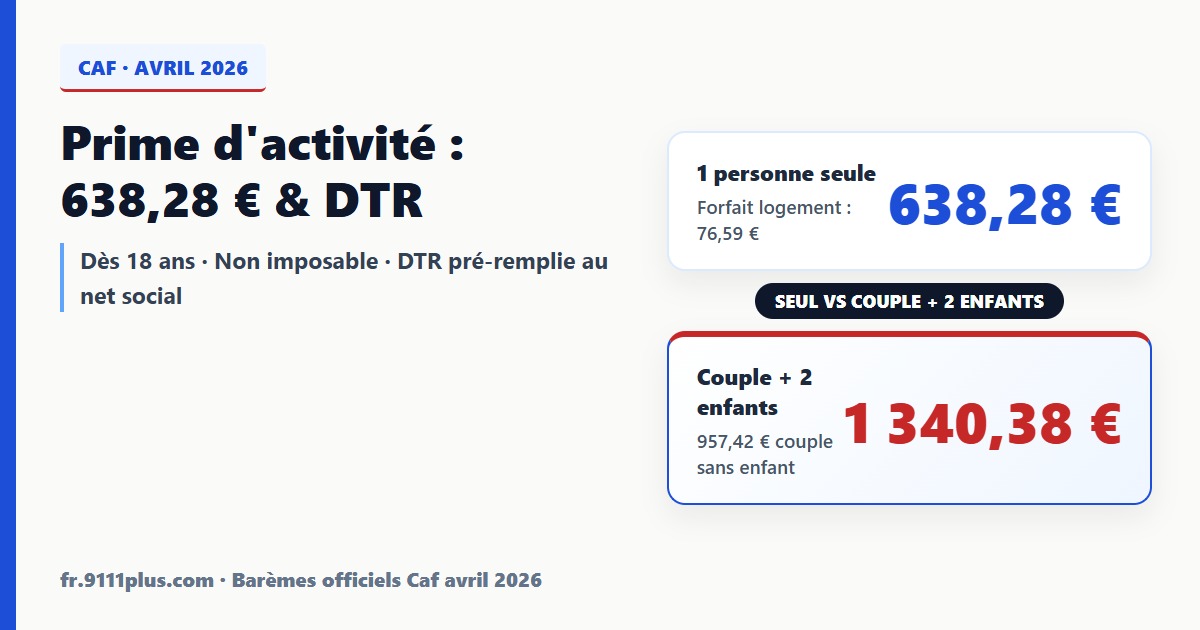 CAF · AVRIL 2026
Prime d'activité :
638,28 € & DTR
Dès 18 ans · Non imposable · DTR pré-remplie au
net social
1 personne seule
Forfait logement :
76,59 €
638,28 €
SEUL VS COUPLE + 2 ENFANTS
Couple + 2
enfants
957,42 € couple
sans enfant
1 340,38 €
fr.9111plus.com · Barèmes officiels Caf avril 2026